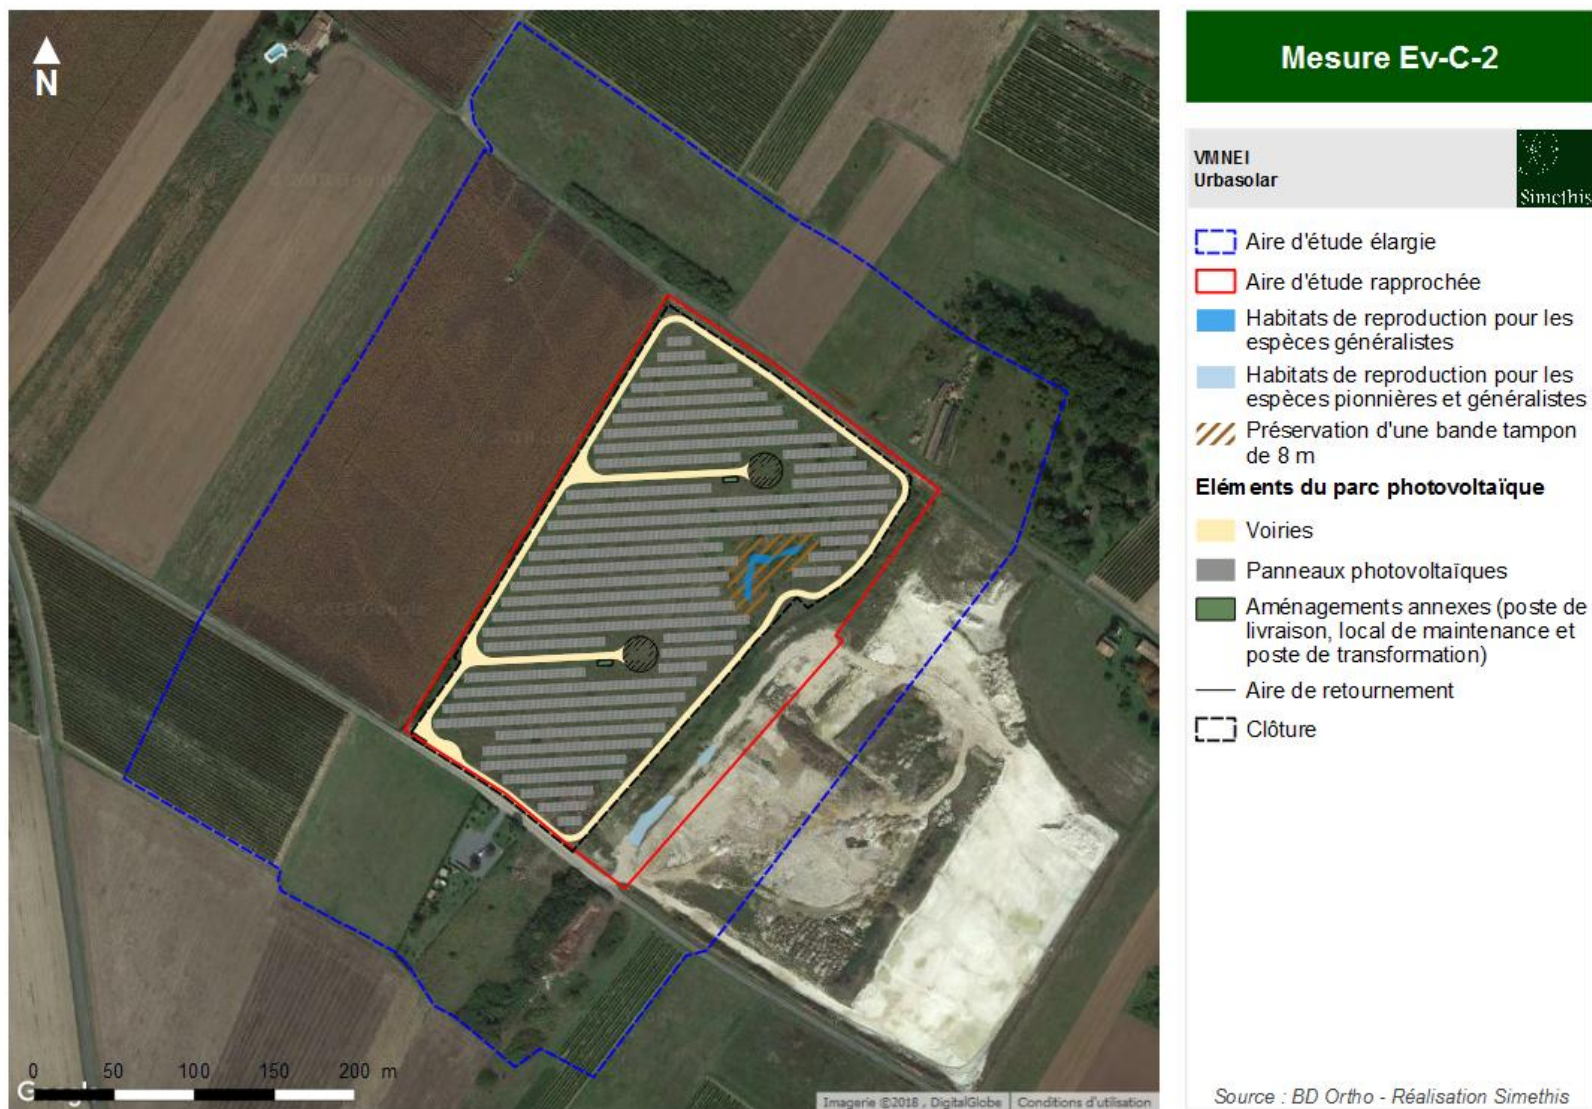 N
Mesure Ev-C-2
VMNEI
Urbasolar
Simethis
Aire d'étude élargie
Aire d'étude rapprochée
Habitats de reproduction pour les
espèces généralistes
Habitats de reproduction pour les
espèces pionnières et généralistes
Préservation d'une bande tampon
de 8 m
Eléments du parc photovoltaïque
Voiries
Panneaux photovoltaïques
Aménagements annexes (poste de
livraison, local de maintenance et
poste de transformation)
Aire de retournement
Clôture
0 50 100 150 200 m
Imagerie ©2018 , DigitalGlobe Conditions d'utilisation
Source : BD Ortho - Réalisation Simethis